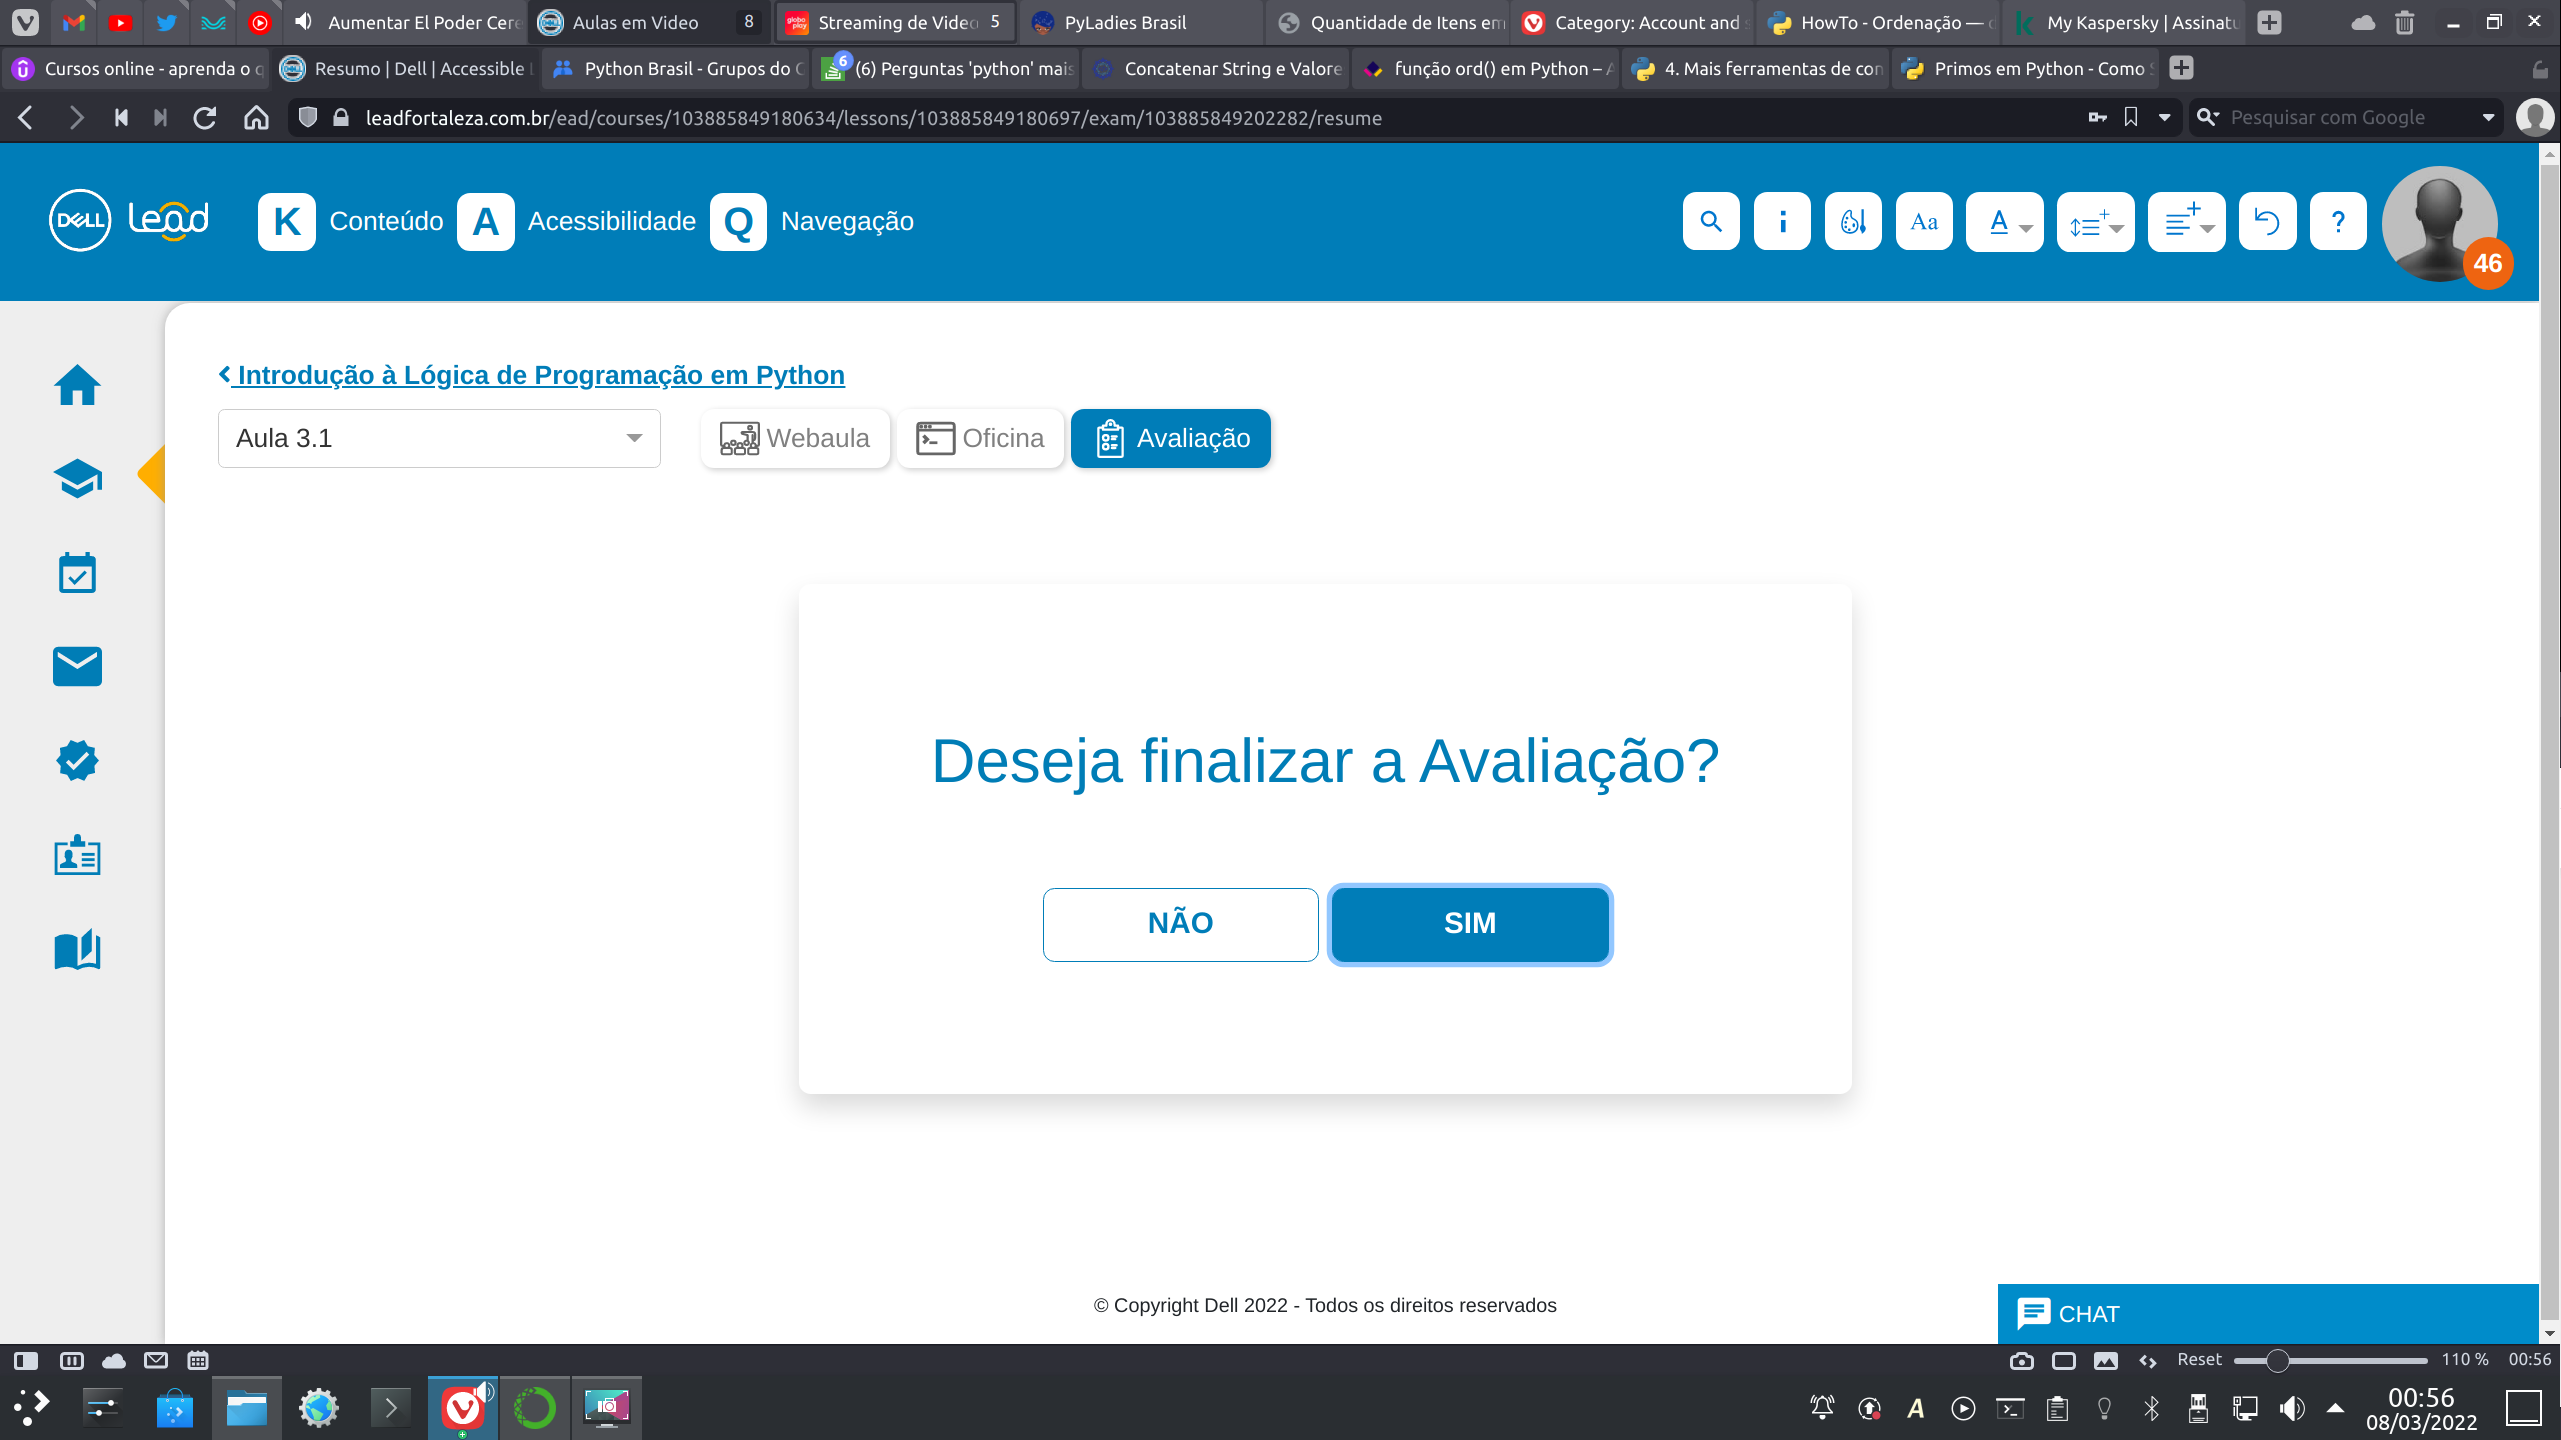 Aumentar El Poder Cere
Aulas em Video 8
Streaming de Video 5
PyLadies Brasil
Quantidade de Itens em
Category: Account and s
HowTo - Ordenação — d
My Kaspersky | Assinatu
Cursos online - aprenda o q
Resumo | Dell | Accessible L
Python Brasil - Grupos do G
6
(6) Perguntas 'python' mais
Concatenar String e Valore
função ord() em Python – A
4. Mais ferramentas de con
Primos em Python - Como S
leadfortaleza.com.br/ead/courses/103885849180634/lessons/103885849180697/exam/103885849202282/resume
Pesquisar com Google
DELL Lead
K Conteúdo A Acessibilidade Q Navegação
i Aa A ?
46
Introdução à Lógica de Programação em Python
Aula 3.1
Webaula Oficina Avaliação
Deseja finalizar a Avaliação?
NÃO SIM
© Copyright Dell 2022 - Todos os direitos reservados
CHAT
Reset 110 % 00:56
00:56
08/03/2022